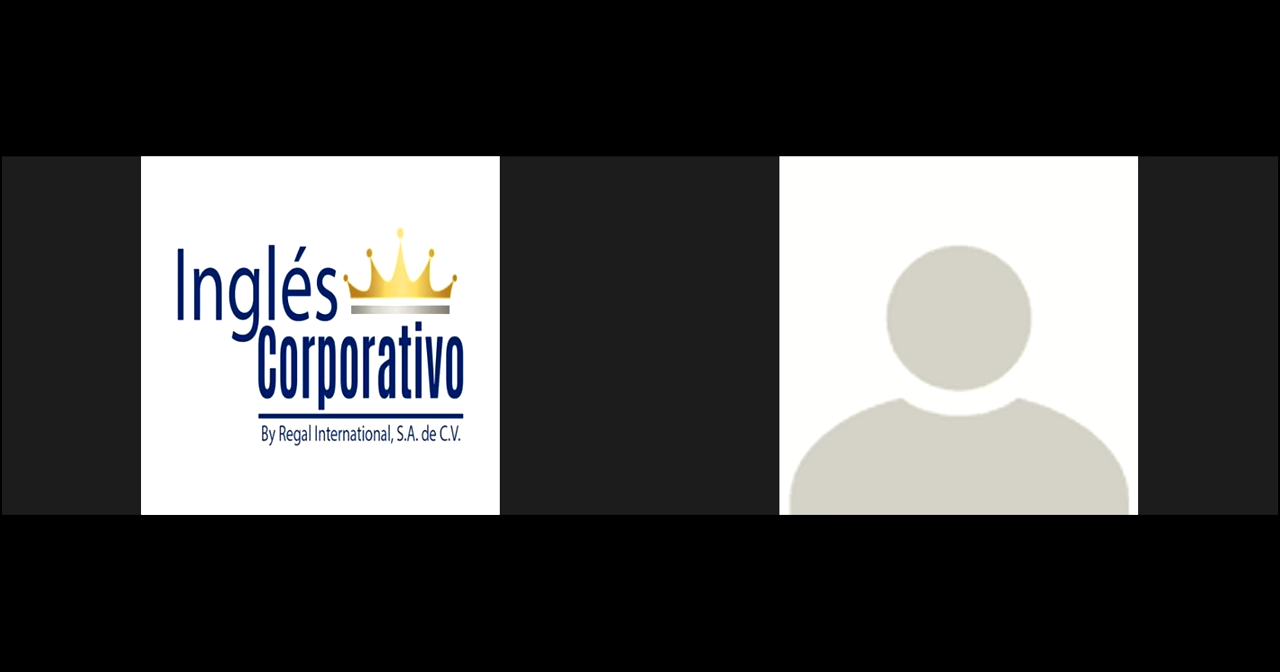 Inglés
Corporativo
By Regal International, S.A. de C.V.